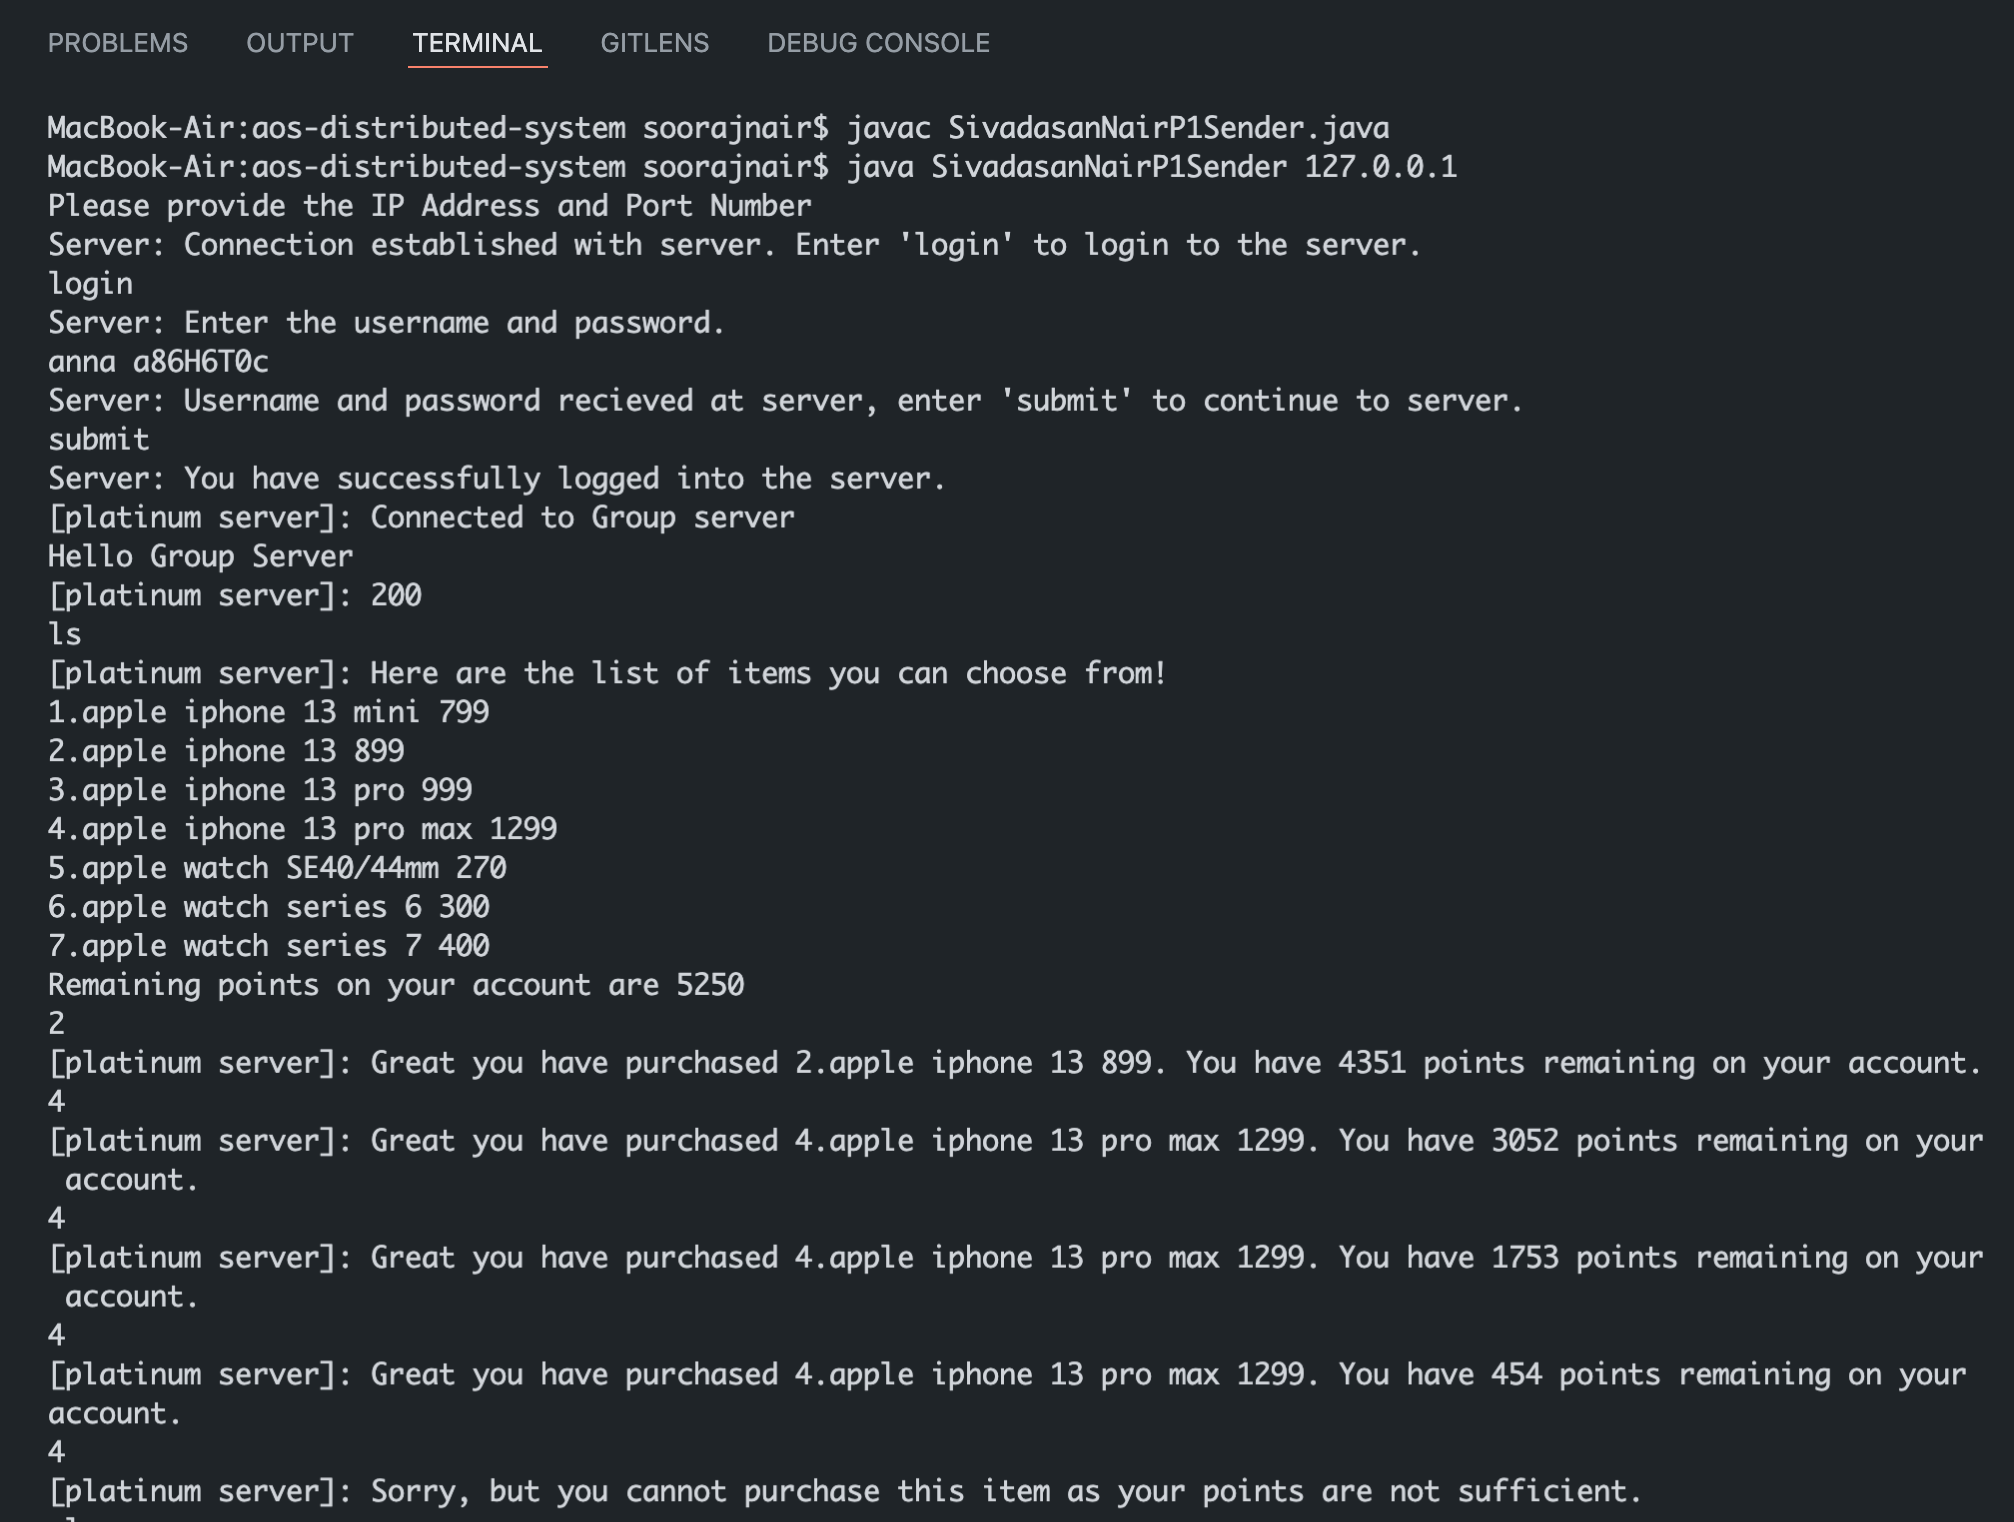 PROBLEMS OUTPUT TERMINAL GITLENS DEBUG CONSOLE
MacBook-Air:aos-distributed-system soorajnair$ javac SivadasanNairP1Sender.java
MacBook-Air:aos-distributed-system soorajnair$ java SivadasanNairP1Sender 127.0.0.1
Please provide the IP Address and Port Number
Server: Connection established with server. Enter 'login' to login to the server.
login
Server: Enter the username and password.
anna a86H6T0c
Server: Username and password recieved at server, enter 'submit' to continue to server.
submit
Server: You have successfully logged into the server.
[platinum server]: Connected to Group server
Hello Group Server
[platinum server]: 200
ls
[platinum server]: Here are the list of items you can choose from!
1.apple iphone 13 mini 799
2.apple iphone 13 899
3.apple iphone 13 pro 999
4.apple iphone 13 pro max 1299
5.apple watch SE40/44mm 270
6.apple watch series 6 300
7.apple watch series 7 400
Remaining points on your account are 5250
2
[platinum server]: Great you have purchased 2.apple iphone 13 899. You have 4351 points remaining on your account.
4
[platinum server]: Great you have purchased 4.apple iphone 13 pro max 1299. You have 3052 points remaining on your
account.
4
[platinum server]: Great you have purchased 4.apple iphone 13 pro max 1299. You have 1753 points remaining on your
account.
4
[platinum server]: Great you have purchased 4.apple iphone 13 pro max 1299. You have 454 points remaining on your
account.
4
[platinum server]: Sorry, but you cannot purchase this item as your points are not sufficient.